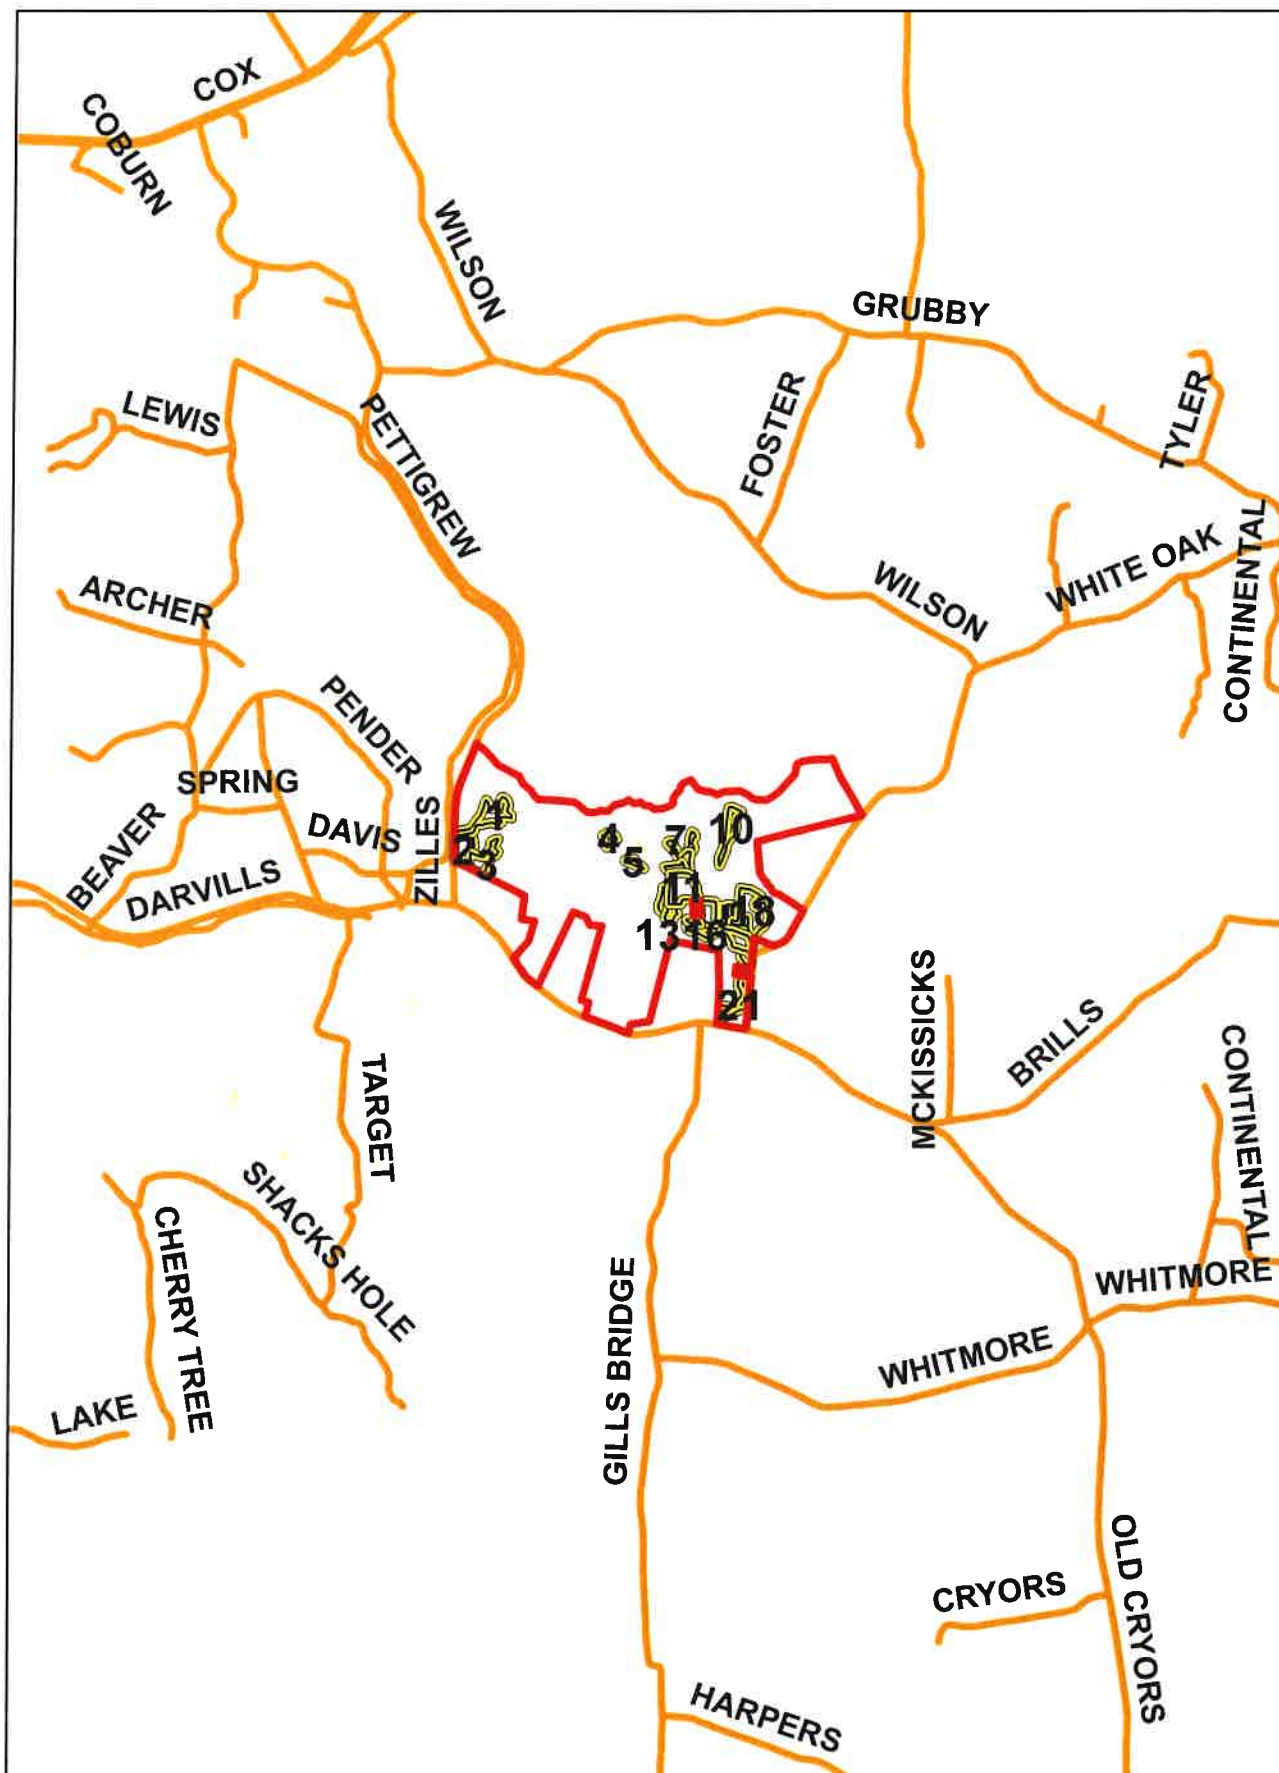 COX
COBURN
WILSON
GRUBBY
LEWIS
PETTIGREW
FOSTER
TYLER
WHITE OAK
CONTINENTAL
ARCHER
WILSON
PENDER
SPRING
ZILLES
BEAVER
DAVIS
DARVILLS
1
2
3
4
5
7
10
11
18
13
16
21
MCKISSICKS
BRILLS
CONTINENTAL
TARGET
SHACKS HOLE
CHERRY TREE
GILLS BRIDGE
WHITMORE
WHITMORE
LAKE
CRYORS
OLD CRYORS
HARPERS